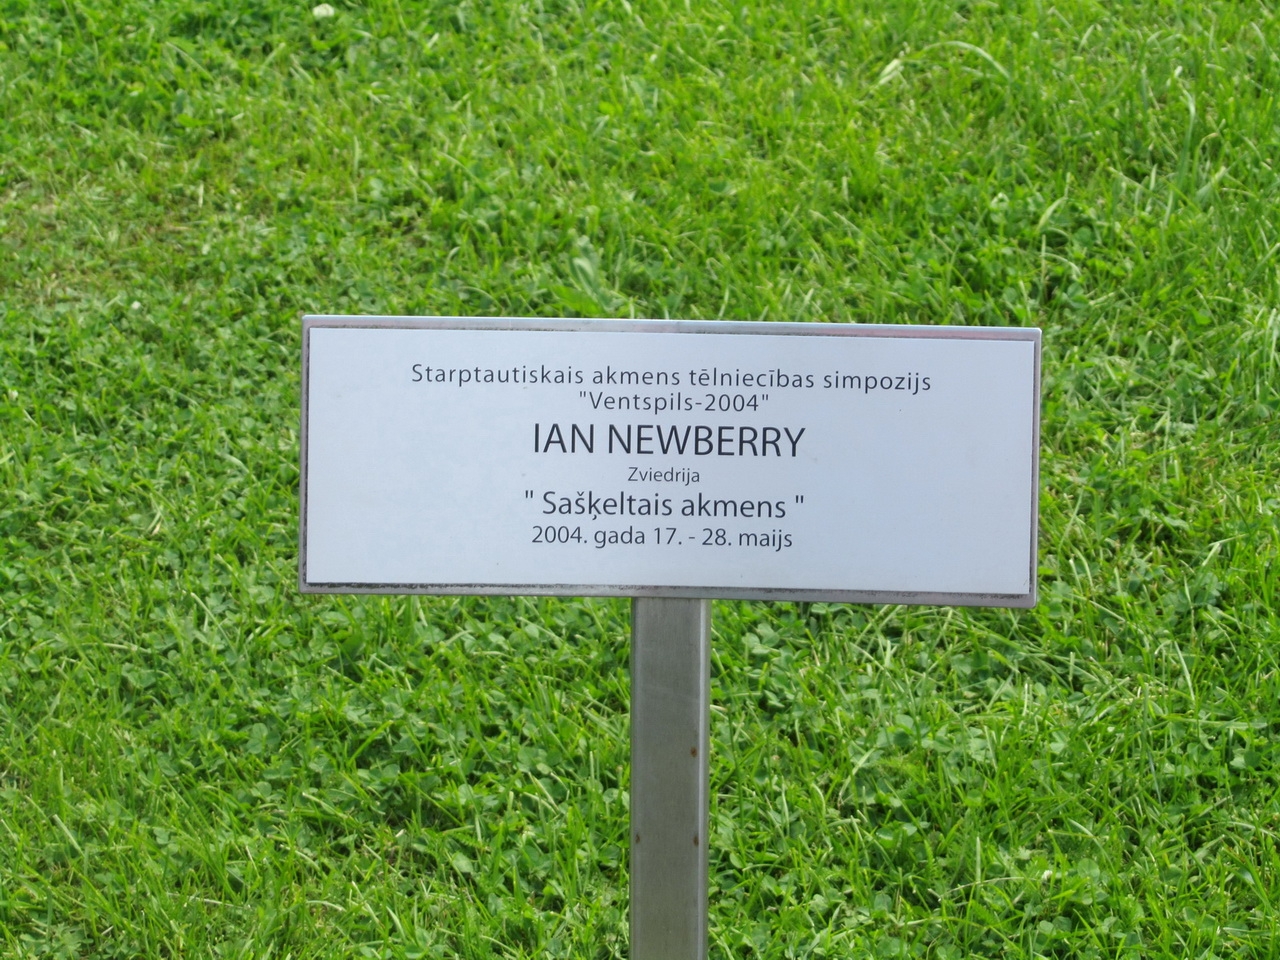 Starptautiskais akmens tēlniecības simpozijs
"Ventspils-2004"
IAN NEWBERRY
Zviedrija
" Sašķeltais akmens "
2004. gada 17. - 28. maijs